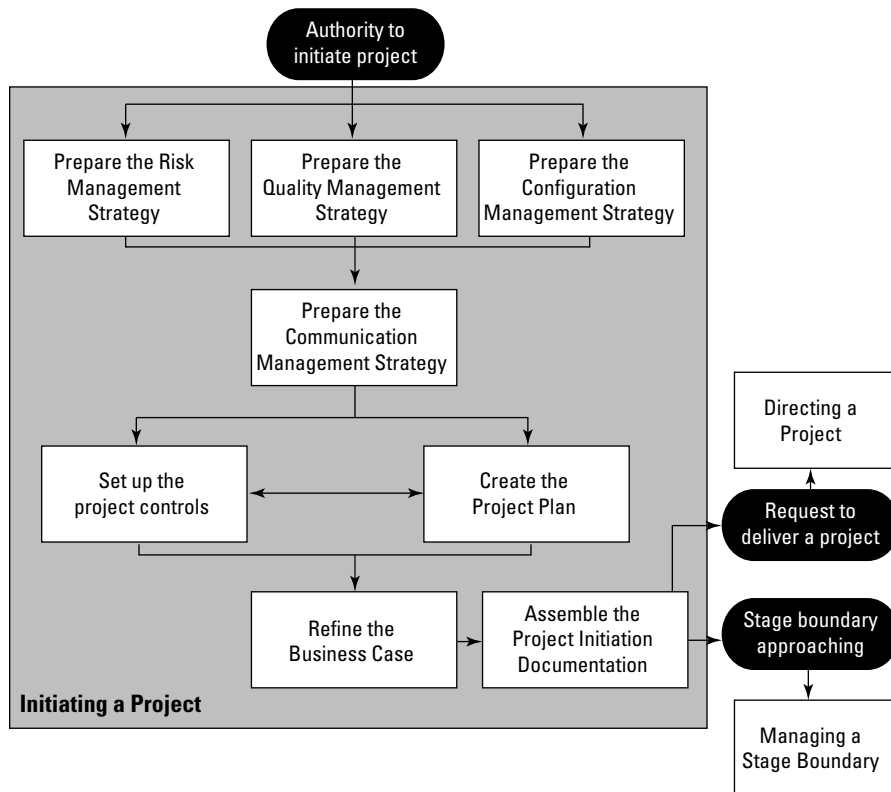 Authority to
initiate project
Prepare the Risk
Management
Strategy
Prepare the
Quality Management
Strategy
Prepare the
Configuration
Management Strategy
Prepare the
Communication
Management Strategy
Directing a
Project
Set up the
project controls
Create the
Project Plan
Request to
deliver a project
Refine the
Business Case
Assemble the
Project Initiation
Documentation
Stage boundary
approaching
Initiating a Project
Managing a
Stage Boundary